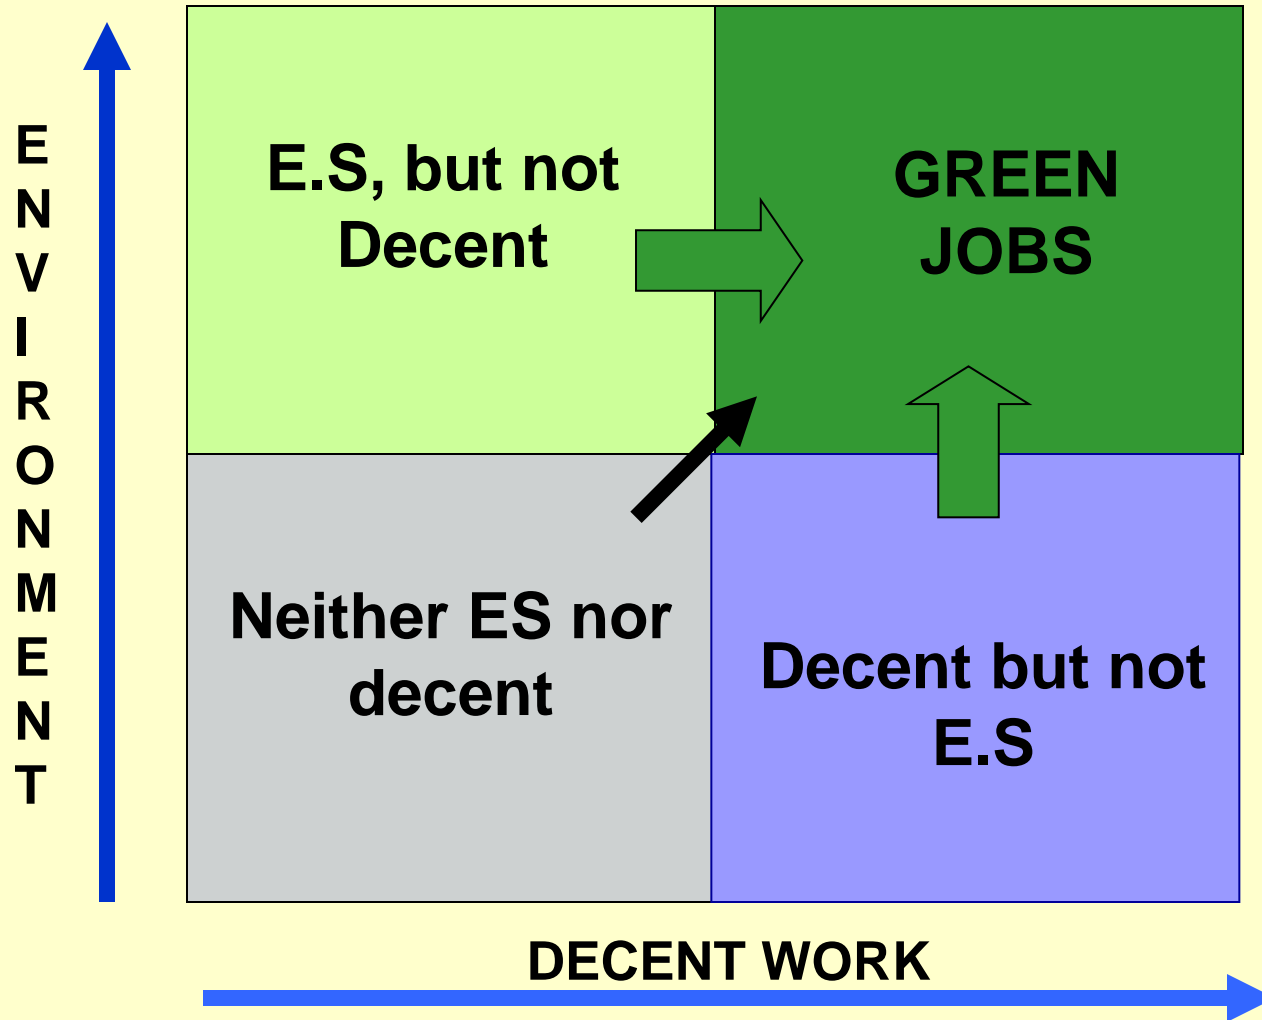 E
N
V
I
R
O
N
M
E
N
T
E.S, but not
Decent
GREEN
JOBS
Neither ES nor
decent
Decent but not
E.S
DECENT WORK